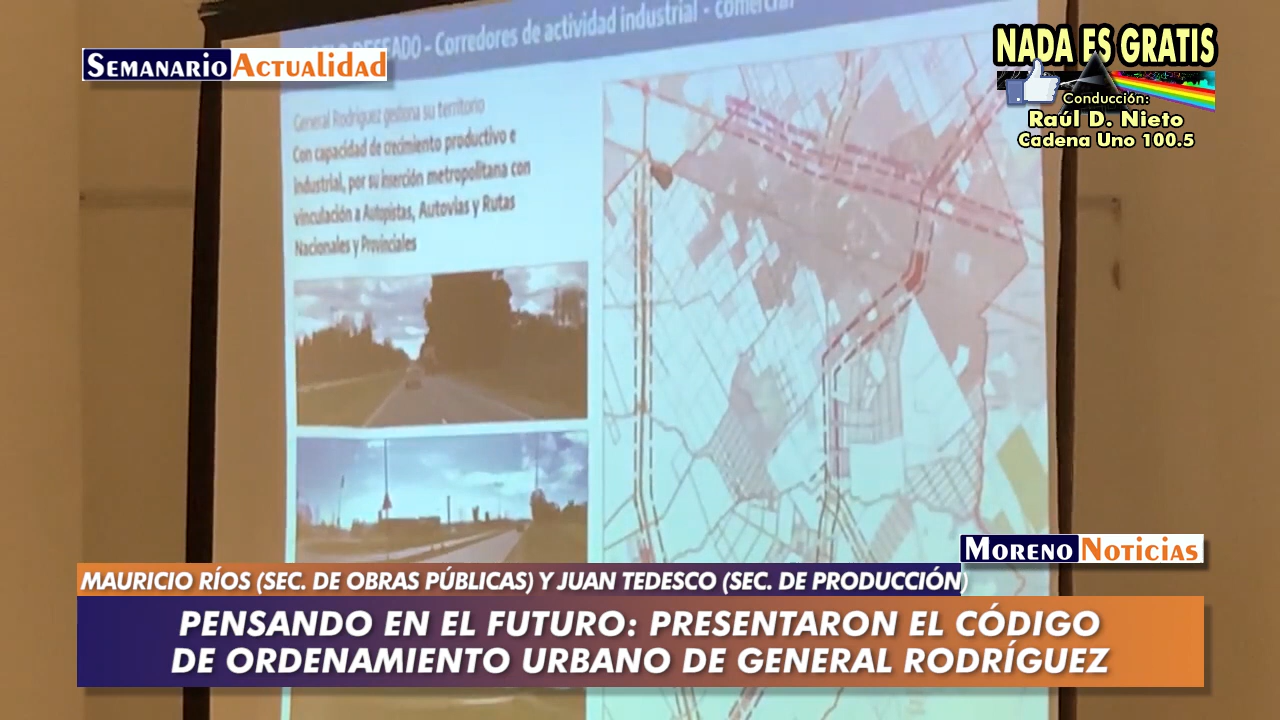 - Corredores de actividad industrial - comercial
SEMANARIO ACTUALIDAD
NADA ES GRATIS
Conducción:
Raúl D. Nieto
Cadena Uno 100.5
General Rodríguez gestiona su territorio
Con capacidad de crecimiento productivo e
industrial, por su inserción metropolitana con
vinculación a Autopistas, Autovías y Rutas
Nacionales y Provinciales
MORENO NOTICIAS
MAURICIO RÍOS (SEC. DE OBRAS PÚBLICAS) Y JUAN TEDESCO (SEC. DE PRODUCCIÓN)
PENSANDO EN EL FUTURO: PRESENTARON EL CÓDIGO
DE ORDENAMIENTO URBANO DE GENERAL RODRÍGUEZ